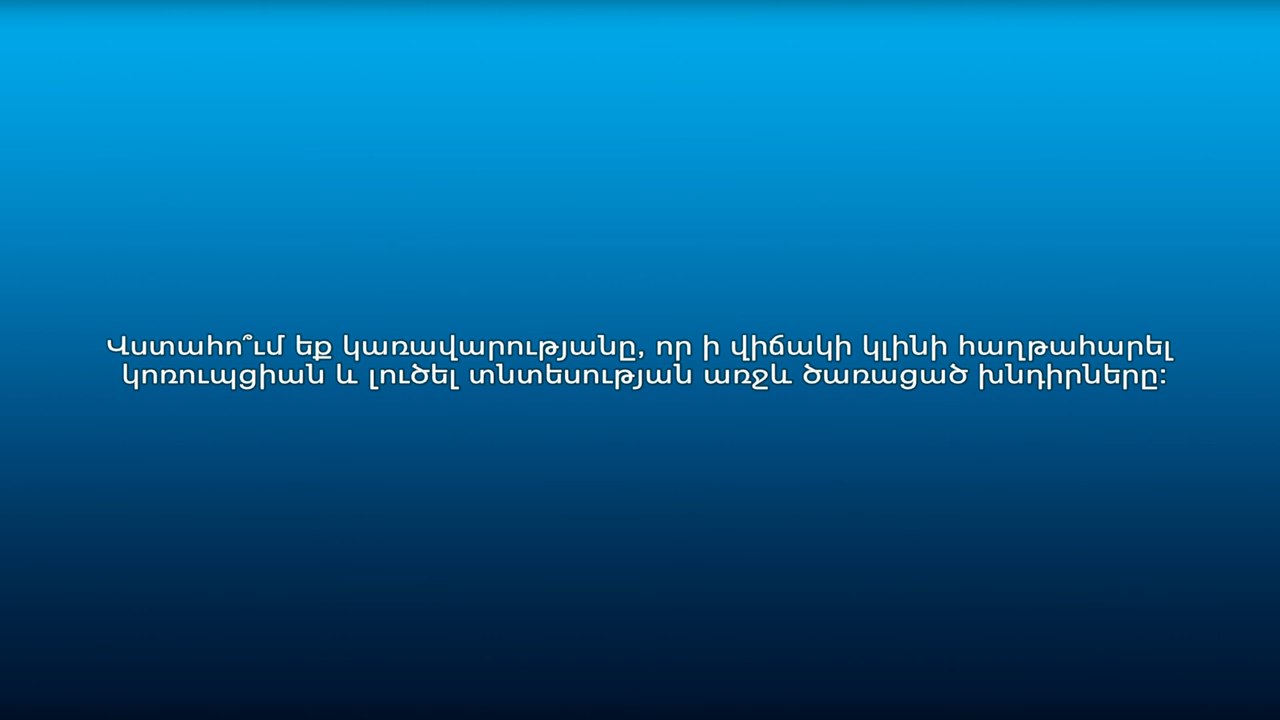 Վստահո՞ւմ եք կառավարությանը, որ ի վիճակի կլինի հաղթահարել
կոռուպցիան և լուծել տնտեսության առջև ծառացած խնդիրները: